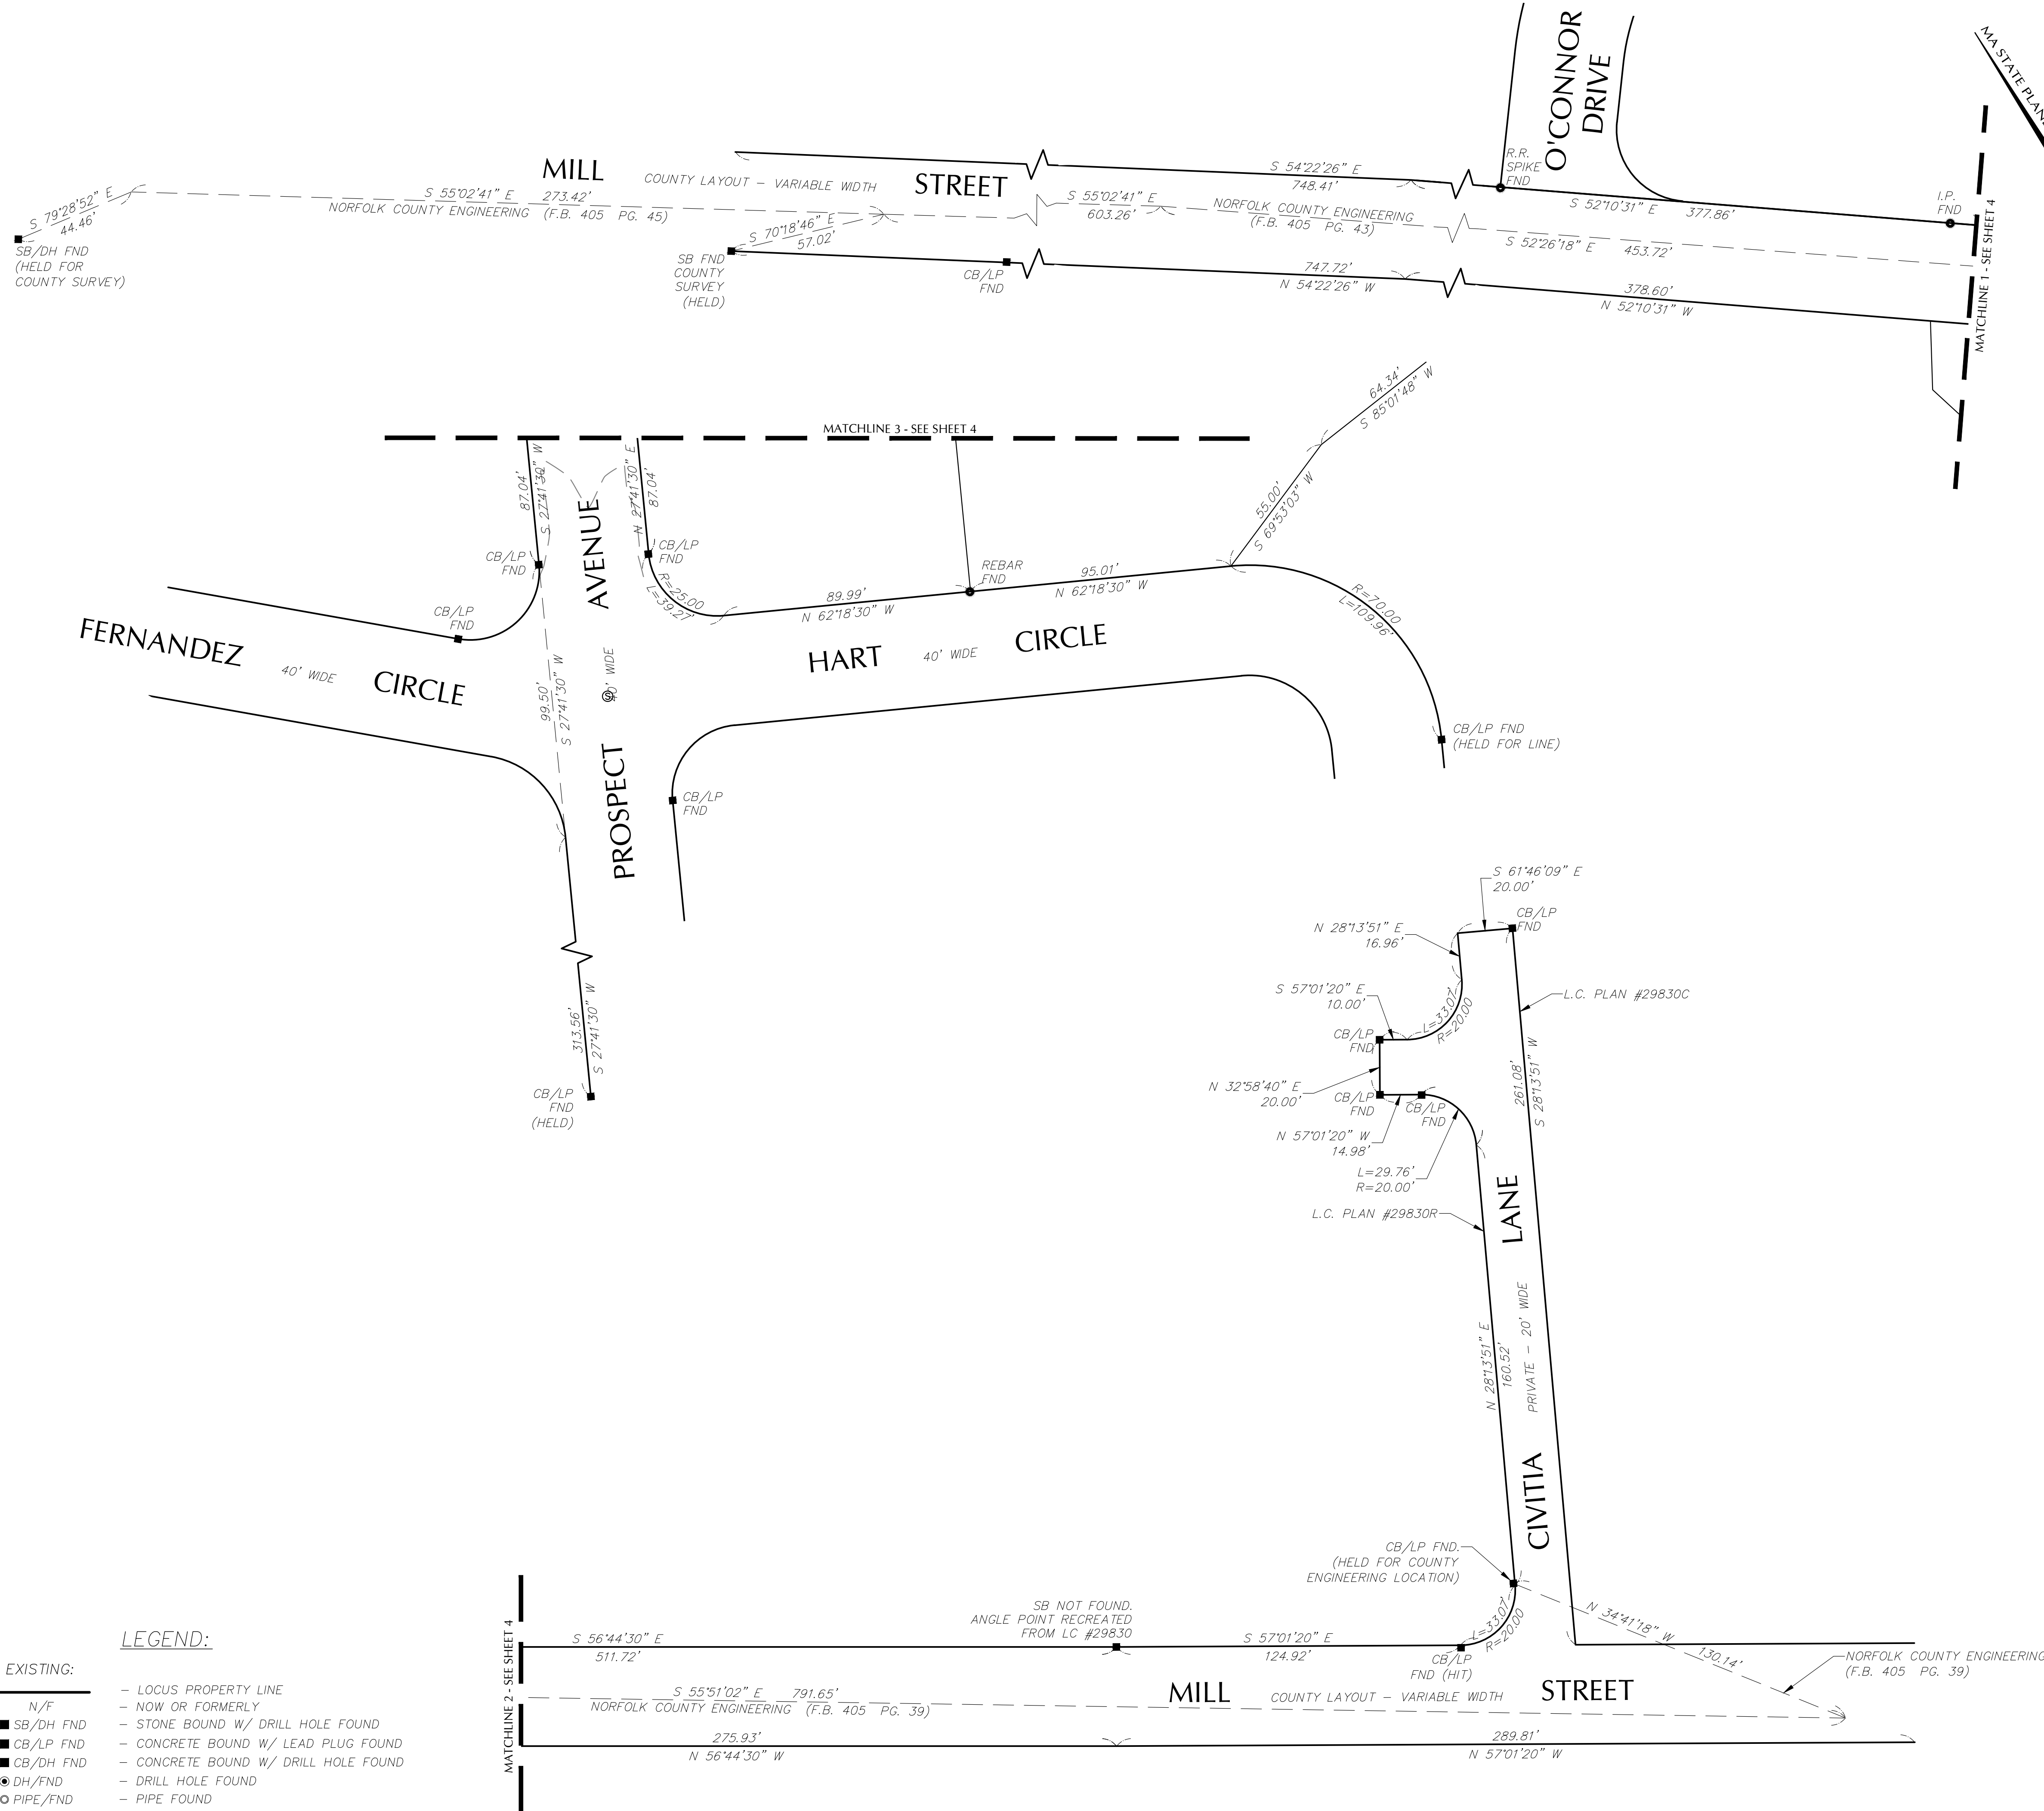 O'CONNOR
DRIVE
MA STATE PLAN
MILL
STREET
COUNTY LAYOUT – VARIABLE WIDTH
S 79°28'52" E
44.46'
SB/DH FND
(HELD FOR
COUNTY SURVEY)
S 55°02'41" E 273.42'
NORFOLK COUNTY ENGINEERING (F.B. 405 PG. 45)
S 70°18'46" E
57.02'
SB FND
COUNTY
SURVEY
(HELD)
CB/LP
FND
S 55°02'41" E
603.26'
S 54°22'26" E
748.41'
NORFOLK COUNTY ENGINEERING
(F.B. 405 PG. 43)
747.72'
N 54°22'26" W
R.R.
SPIKE
FND
S 52°10'31" E 377.86'
I.P.
FND
S 52°26'18" E 453.72'
378.60'
N 52°10'31" W
MATCHLINE 1 - SEE SHEET 4
MATCHLINE 3 - SEE SHEET 4
87.04'
S 27°41'30" W
N 27°41'30" E
87.04'
CB/LP
FND
CB/LP
FND
CB/LP
FND
R=25.00
L=39.27'
89.99'
N 62°18'30" W
REBAR
FND
95.01'
N 62°18'30" W
64.34'
S 85°01'48" W
55.00'
S 69°53'03" W
R=70.00
L=109.96'
CB/LP FND
(HELD FOR LINE)
FERNANDEZ
40' WIDE
CIRCLE
HART
40' WIDE
CIRCLE
AVENUE
40' WIDE
S
PROSPECT
99.50'
S 27°41'30" W
CB/LP
FND
313.56'
S 27°41'30" W
CB/LP
FND
(HELD)
S 61°46'09" E
20.00'
CB/LP
FND
N 28°13'51" E
16.96'
S 57°01'20" E
10.00'
L=33.07'
R=20.00
L.C. PLAN #29830C
CB/LP
FND
N 32°58'40" E
20.00'
CB/LP
FND
CB/LP
FND
N 57°01'20" W
14.98'
L=29.76'
R=20.00'
L.C. PLAN #29830R
261.08'
S 28°13'51" W
LANE
PRIVATE – 20' WIDE
N 28°13'51" E
160.52'
CIVITIA
CB/LP FND.
(HELD FOR COUNTY
ENGINEERING LOCATION)
SB NOT FOUND.
ANGLE POINT RECREATED
FROM LC #29830
L=33.07'
R=20.00
N 34°41'18" W
130.14'
NORFOLK COUNTY ENGINEERING
(F.B. 405 PG. 39)
MATCHLINE 2 - SEE SHEET 4
S 56°44'30" E
511.72'
S 57°01'20" E
124.92'
CB/LP
FND (HIT)
S 55°51'02" E 791.65'
NORFOLK COUNTY ENGINEERING (F.B. 405 PG. 39)
MILL
COUNTY LAYOUT – VARIABLE WIDTH
STREET
275.93'
N 56°44'30" W
289.81'
N 57°01'20" W
LEGEND:
EXISTING:
– LOCUS PROPERTY LINE
N/F – NOW OR FORMERLY
SB/DH FND – STONE BOUND W/ DRILL HOLE FOUND
CB/LP FND – CONCRETE BOUND W/ LEAD PLUG FOUND
CB/DH FND – CONCRETE BOUND W/ DRILL HOLE FOUND
DH/FND – DRILL HOLE FOUND
PIPE/FND – PIPE FOUND